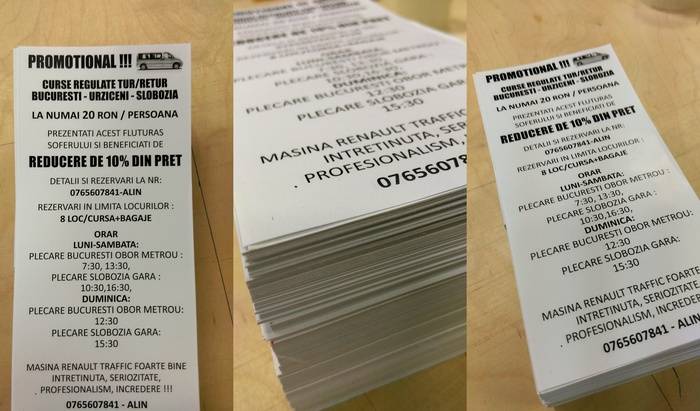 PROMOTIONAL !!!
CURSE REGULATE TUR/RETUR
BUCURESTI - URZICENI - SLOBOZIA
LA NUMAI 20 RON / PERSOANA
PREZENTATI ACEST FLUTURAS
SOFERULUI SI BENEFICIATI DE
REDUCERE DE 10% DIN PRET
DETALII SI REZERVARI LA NR:
0765607841-ALIN
REZERVARI IN LIMITA LOCURILOR :
8 LOC/CURSA+BAGAJE
ORAR
LUNI-SAMBATA:
PLECARE BUCURESTI OBOR METROU :
7:30, 13:30,
PLECARE SLOBOZIA GARA :
10:30,16:30,
DUMINICA:
PLECARE BUCURESTI OBOR METROU:
12:30
PLECARE SLOBOZIA GARA:
15:30
MASINA RENAULT TRAFFIC FOARTE BINE
INTRETINUTA, SERIOZITATE,
. PROFESIONALISM, INCREDERE !!!
0765607841 - ALIN
REDUCERE DE 10% DIN PRET
PLECARE
DUMINICA:
PLECARE BUCURESTI OBOR METROU
12:30
PLECARE SLOBOZIA GARA:
15:30
MASINA RENAULT TRAFFIC
INTRETINUTA, SERIO
. PROFESIONALISM, IN
07656078
PROMOTIONAL !!!
CURSE REGULATE TUR/RETUR
BUCURESTI - URZICENI - SLOBOZIA
LA NUMAI 20 RON / PERSOANA
PREZENTATI ACEST FLUTURAS
SOFERULUI SI BENEFICIATI DE
REDUCERE DE 10% DIN PRET
DETALII SI REZERVARI LA NR:
0765607841-ALIN
REZERVARI IN LIMITA LOCURILOR :
8 LOC/CURSA+BAGAJE
ORAR
LUNI-SAMBATA:
PLECARE BUCURESTI OBOR METROU :
7:30, 13:30,
PLECARE SLOBOZIA GARA :
10:30,16:30,
DUMINICA:
PLECARE BUCURESTI OBOR METROU:
12:30
PLECARE SLOBOZIA GARA:
15:30
MASINA RENAULT TRAFFIC FOARTE
INTRETINUTA, SERIOZITATE
. PROFESIONALISM, INCREDERE
0765607841 - ALIN